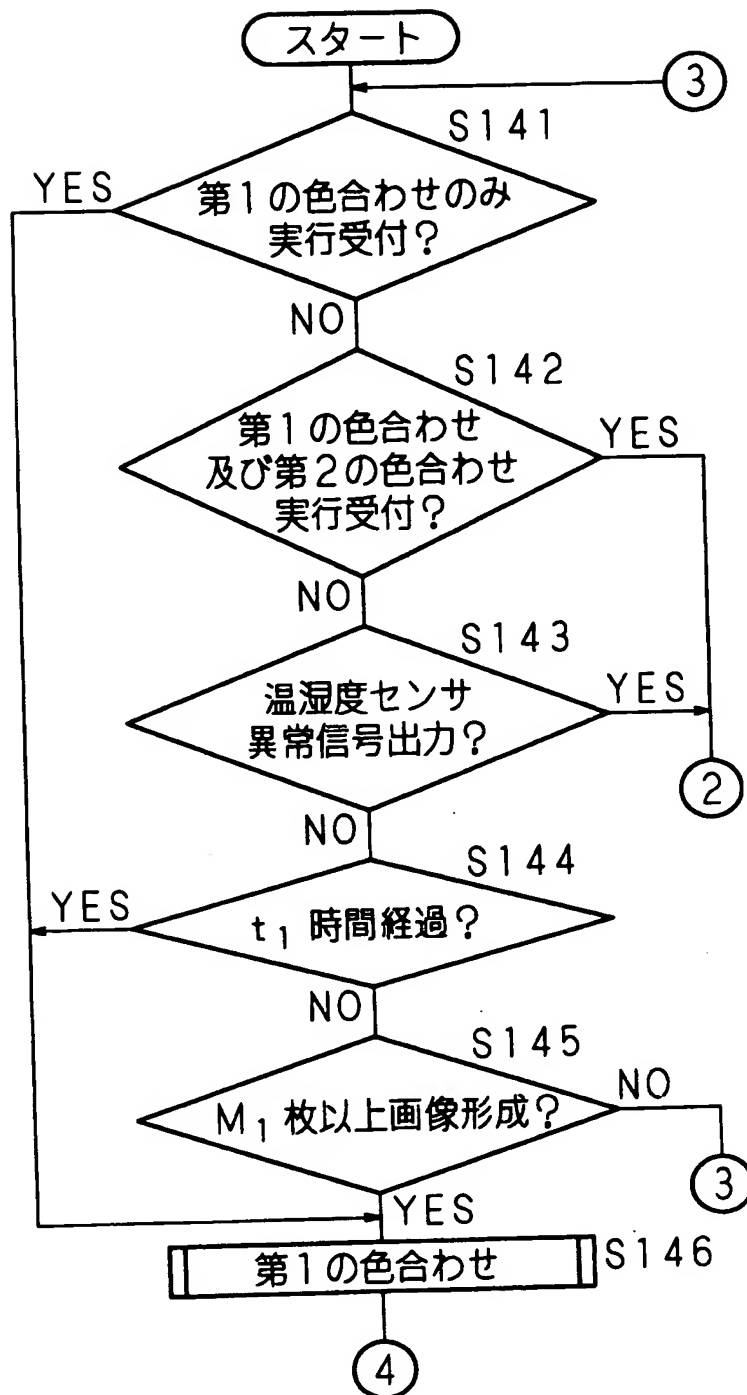 スタート
③
S141
YES
第1の色合わせのみ
実行受付?
NO
S142
第1の色合わせ
及び第2の色合わせ
実行受付?
YES
NO
S143
温湿度センサ
異常信号出力?
YES
②
NO
S144
YES
t₁ 時間経過?
NO
S145
M₁ 枚以上画像形成?
NO
③
YES
第1の色合わせ
S146
④